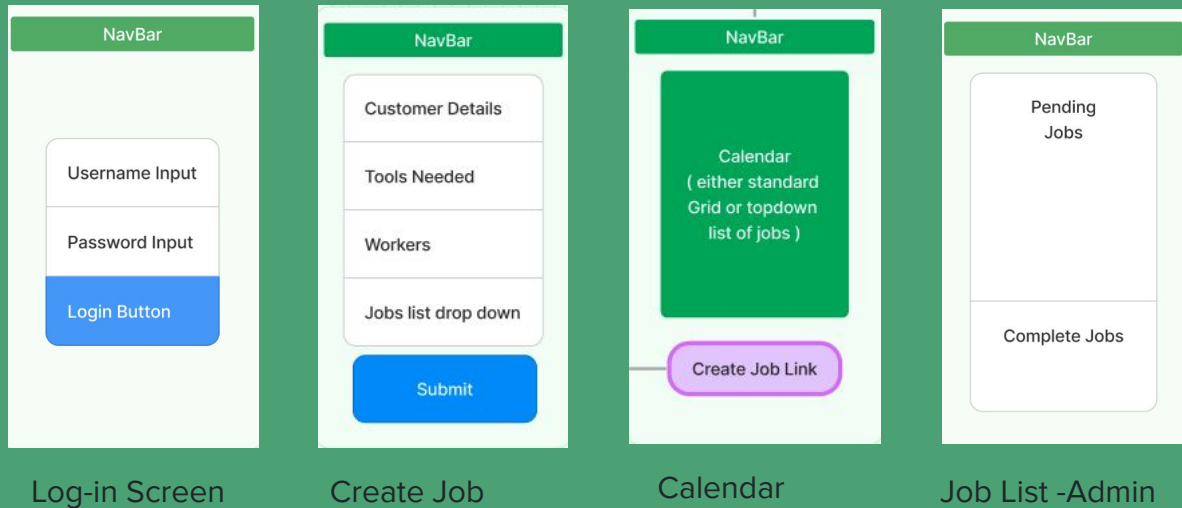 NavBar
Username Input
Password Input
Login Button
Log-in Screen
NavBar
Customer Details
Tools Needed
Workers
Jobs list drop down
Submit
Create Job
NavBar
Calendar
( either standard
Grid or topdown
list of jobs )
Create Job Link
Calendar
NavBar
Pending
Jobs
Complete Jobs
Job List -Admin